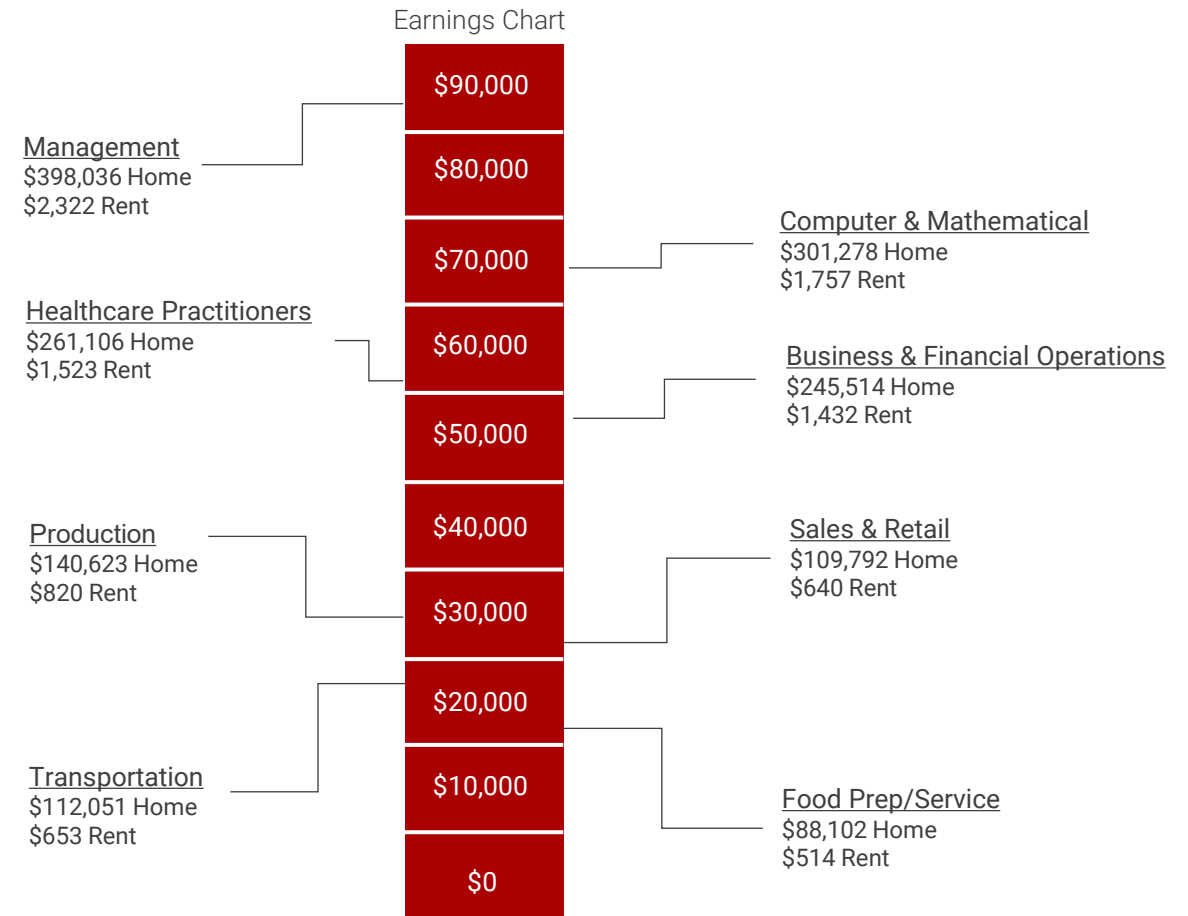 Earnings Chart
$90,000
$80,000
$70,000
$60,000
$50,000
$40,000
$30,000
$20,000
$10,000
$0
Management
$398,036 Home
$2,322 Rent
Healthcare Practitioners
$261,106 Home
$1,523 Rent
Production
$140,623 Home
$820 Rent
Transportation
$112,051 Home
$653 Rent
Computer & Mathematical
$301,278 Home
$1,757 Rent
Business & Financial Operations
$245,514 Home
$1,432 Rent
Sales & Retail
$109,792 Home
$640 Rent
Food Prep/Service
$88,102 Home
$514 Rent